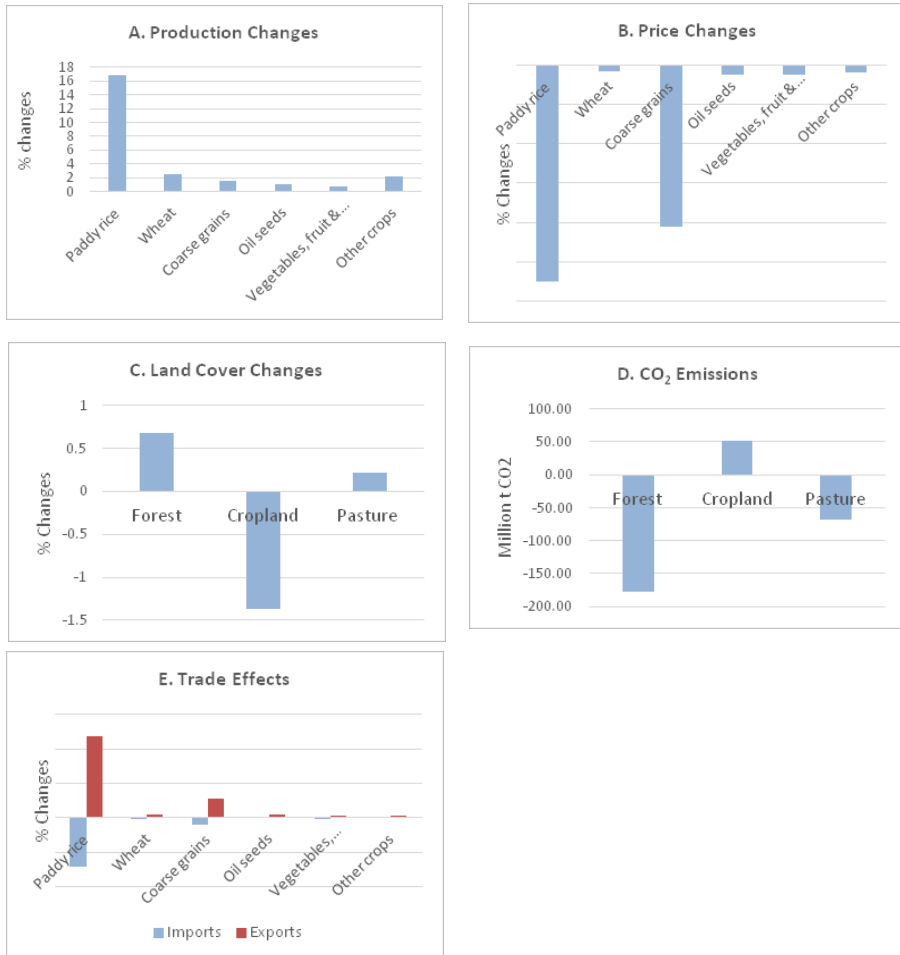 A. Production Changes
% changes
18
16
14
12
10
8
6
4
2
0
Paddy rice
Wheat
Coarse grains
Oil seeds
Vegetables, fruit &...
Other crops
B. Price Changes
% Changes
Paddy rice
Wheat
Coarse grains
Oil seeds
Vegetables, fruit &...
Other crops
C. Land Cover Changes
% Changes
1
0.5
0
-0.5
-1
-1.5
Forest
Cropland
Pasture
D. CO₂ Emissions
Million t CO2
100.00
50.00
0.00
-50.00
-100.00
-150.00
-200.00
Forest
Cropland
Pasture
E. Trade Effects
% Changes
Paddy rice
Wheat
Coarse grains
Oil seeds
Vegetables,...
Other crops
Imports
Exports